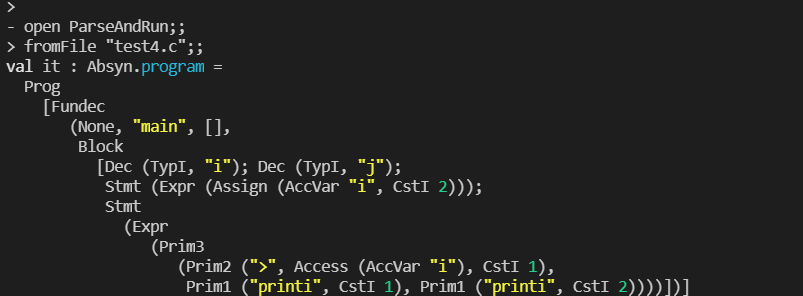 >
- open ParseAndRun;;
> fromFile "test4.c";;
val it : Absyn.program =
  Prog
    [Fundec
       (None, "main", [],
        Block
          [Dec (TypI, "i"); Dec (TypI, "j");
           Stmt (Expr (Assign (AccVar "i", CstI 2)));
           Stmt
             (Expr
                (Prim3
                   (Prim2 (">", Access (AccVar "i"), CstI 1),
                    Prim1 ("printi", CstI 1), Prim1 ("printi", CstI 2))))])]